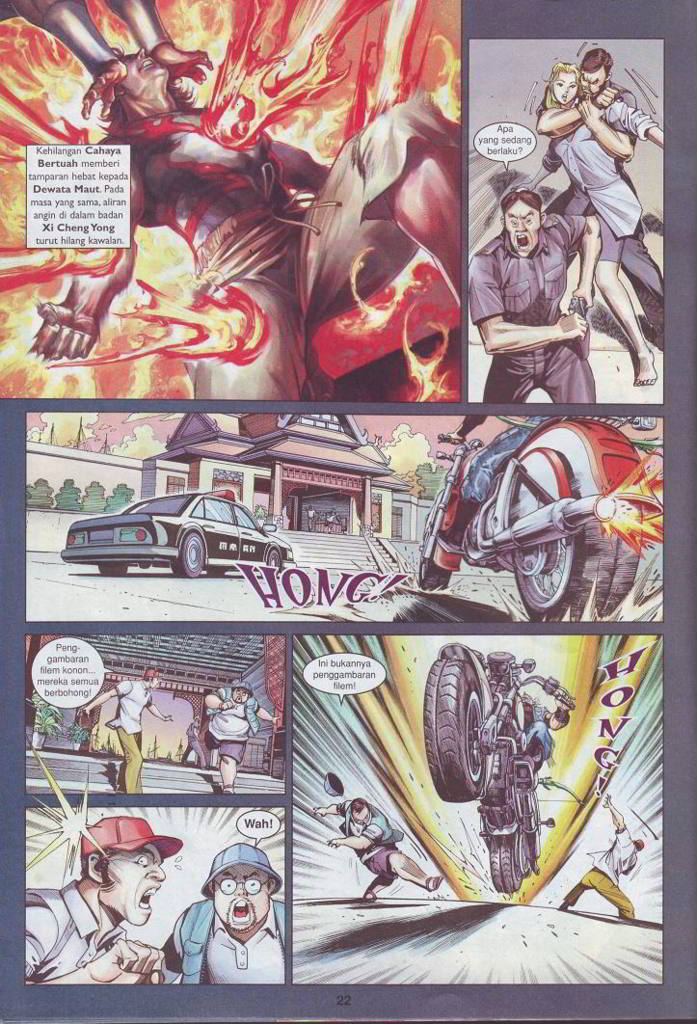 Kehilangan Cahaya
Bertuah memberi
tamparan hebat kepada
Dewata Maut. Pada
masa yang sama, aliran
angin di dalam badan
Xi Cheng Yong
turut hilang kawalan.
Apa
yang sedang
berlaku?
HONG!
Peng-
gambaran
filem konon...
mereka semua
berbohong!
Wah!
Ini bukannya
penggambaran
filem!
HONG!
22